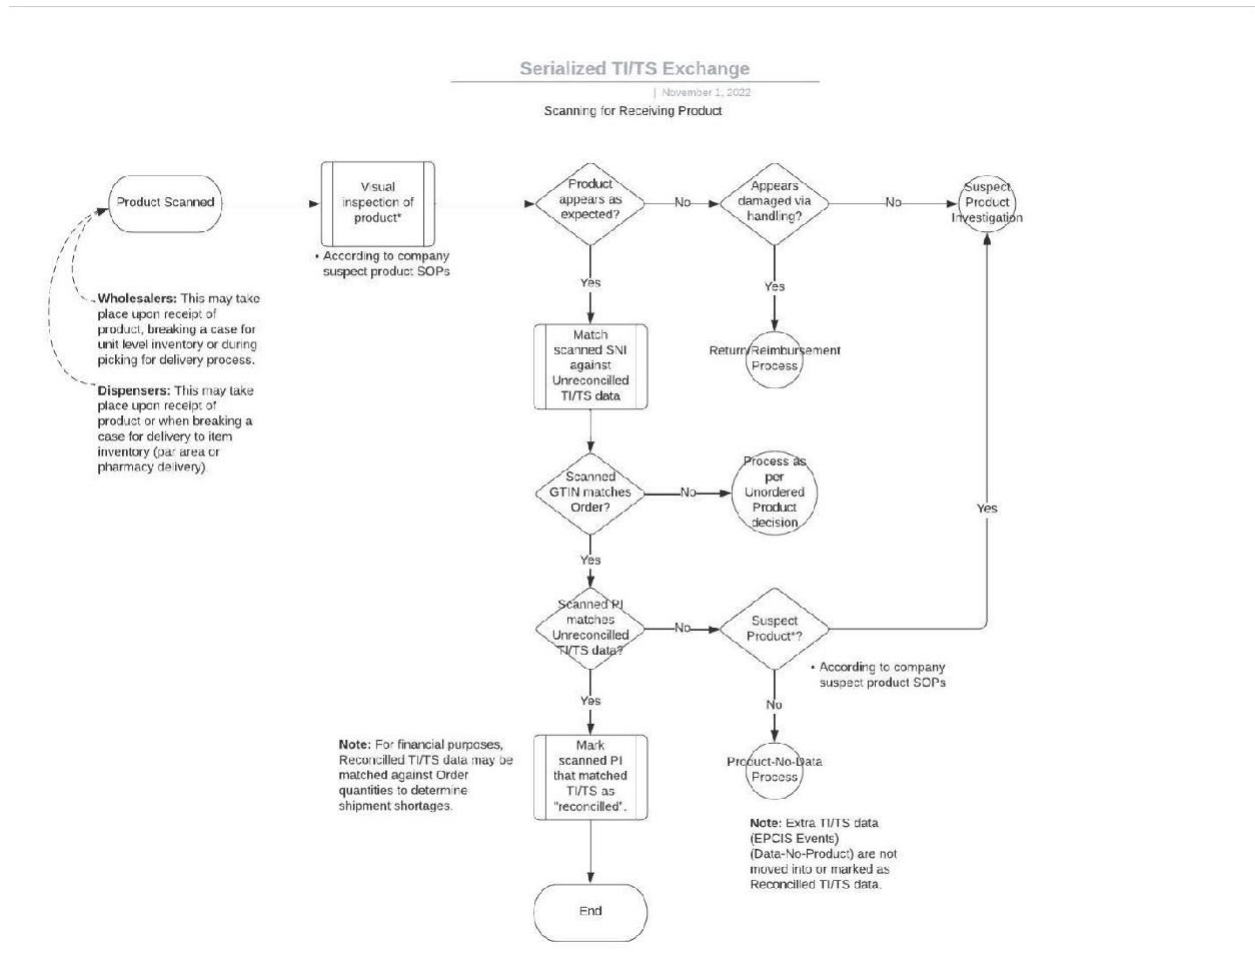 Serialized TI/TS Exchange
| November 1, 2022
Scanning for Receiving Product
Product Scanned
Visual
inspection of
product*
• According to company
suspect product SOPs
Product
appears as
expected?
No
Appears
damaged via
handling?
No
Suspect
Product
Investigation
Yes
Yes
Wholesalers: This may take
place upon receipt of
product, breaking a case for
unit level inventory or during
picking for delivery process.
Dispensers: This may take
place upon receipt of
product or when breaking a
case for delivery to item
inventory (par area or
pharmacy delivery).
Match
scanned SNI
against
Unreconcilled
TI/TS data
Return/Reimbursement
Process
Scanned
GTIN matches
Order?
No
Process as
per
Unordered
Product
decision
Yes
Yes
Scanned PI
matches
Unreconcilled
TI/TS data?
No
Suspect
Product*?
• According to company
suspect product SOPs
Yes
No
Note: For financial purposes,
Reconcilled TI/TS data may be
matched against Order
quantities to determine
shipment shortages.
Mark
scanned PI
that matched
TI/TS as
"reconcilled".
Product-No-Data
Process
Note: Extra TI/TS data
(EPCIS Events)
(Data-No-Product) are not
moved into or marked as
Reconcilled TI/TS data.
End